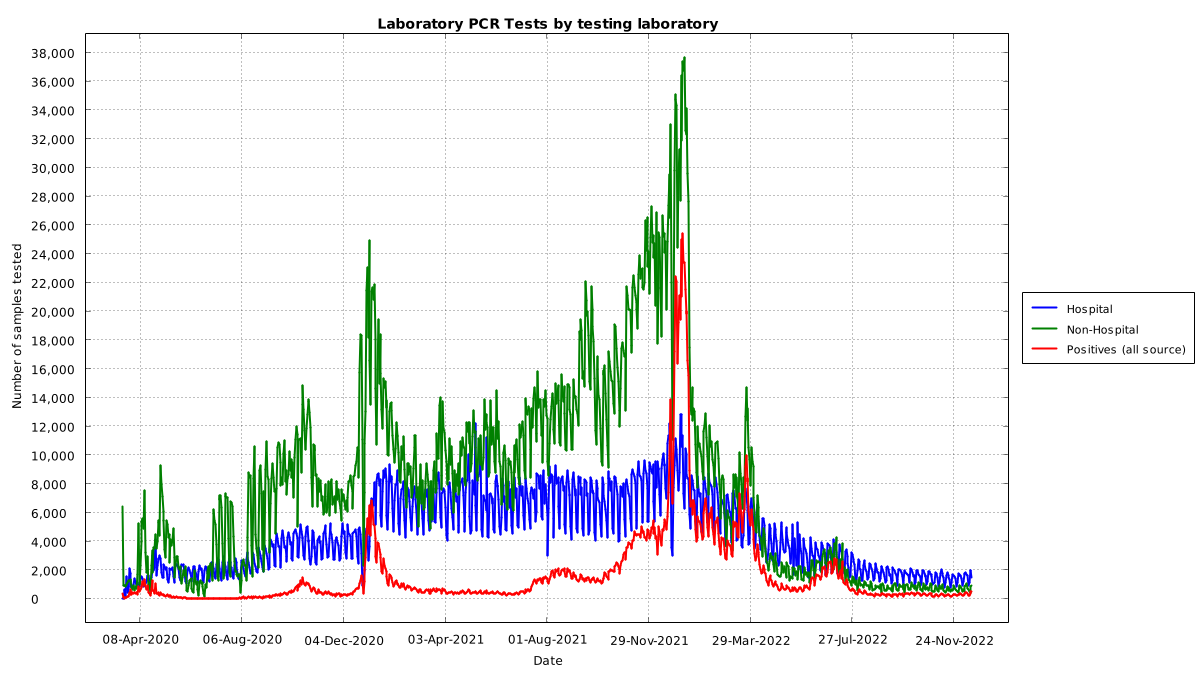 Laboratory PCR Tests by testing laboratory
38,000
36,000
34,000
32,000
30,000
28,000
26,000
24,000
22,000
20,000
18,000
16,000
14,000
12,000
10,000
8,000
6,000
4,000
2,000
0
Number of samples tested
08-Apr-2020
06-Aug-2020
04-Dec-2020
03-Apr-2021
01-Aug-2021
29-Nov-2021
29-Mar-2022
27-Jul-2022
24-Nov-2022
Date
Hospital
Non-Hospital
Positives (all source)